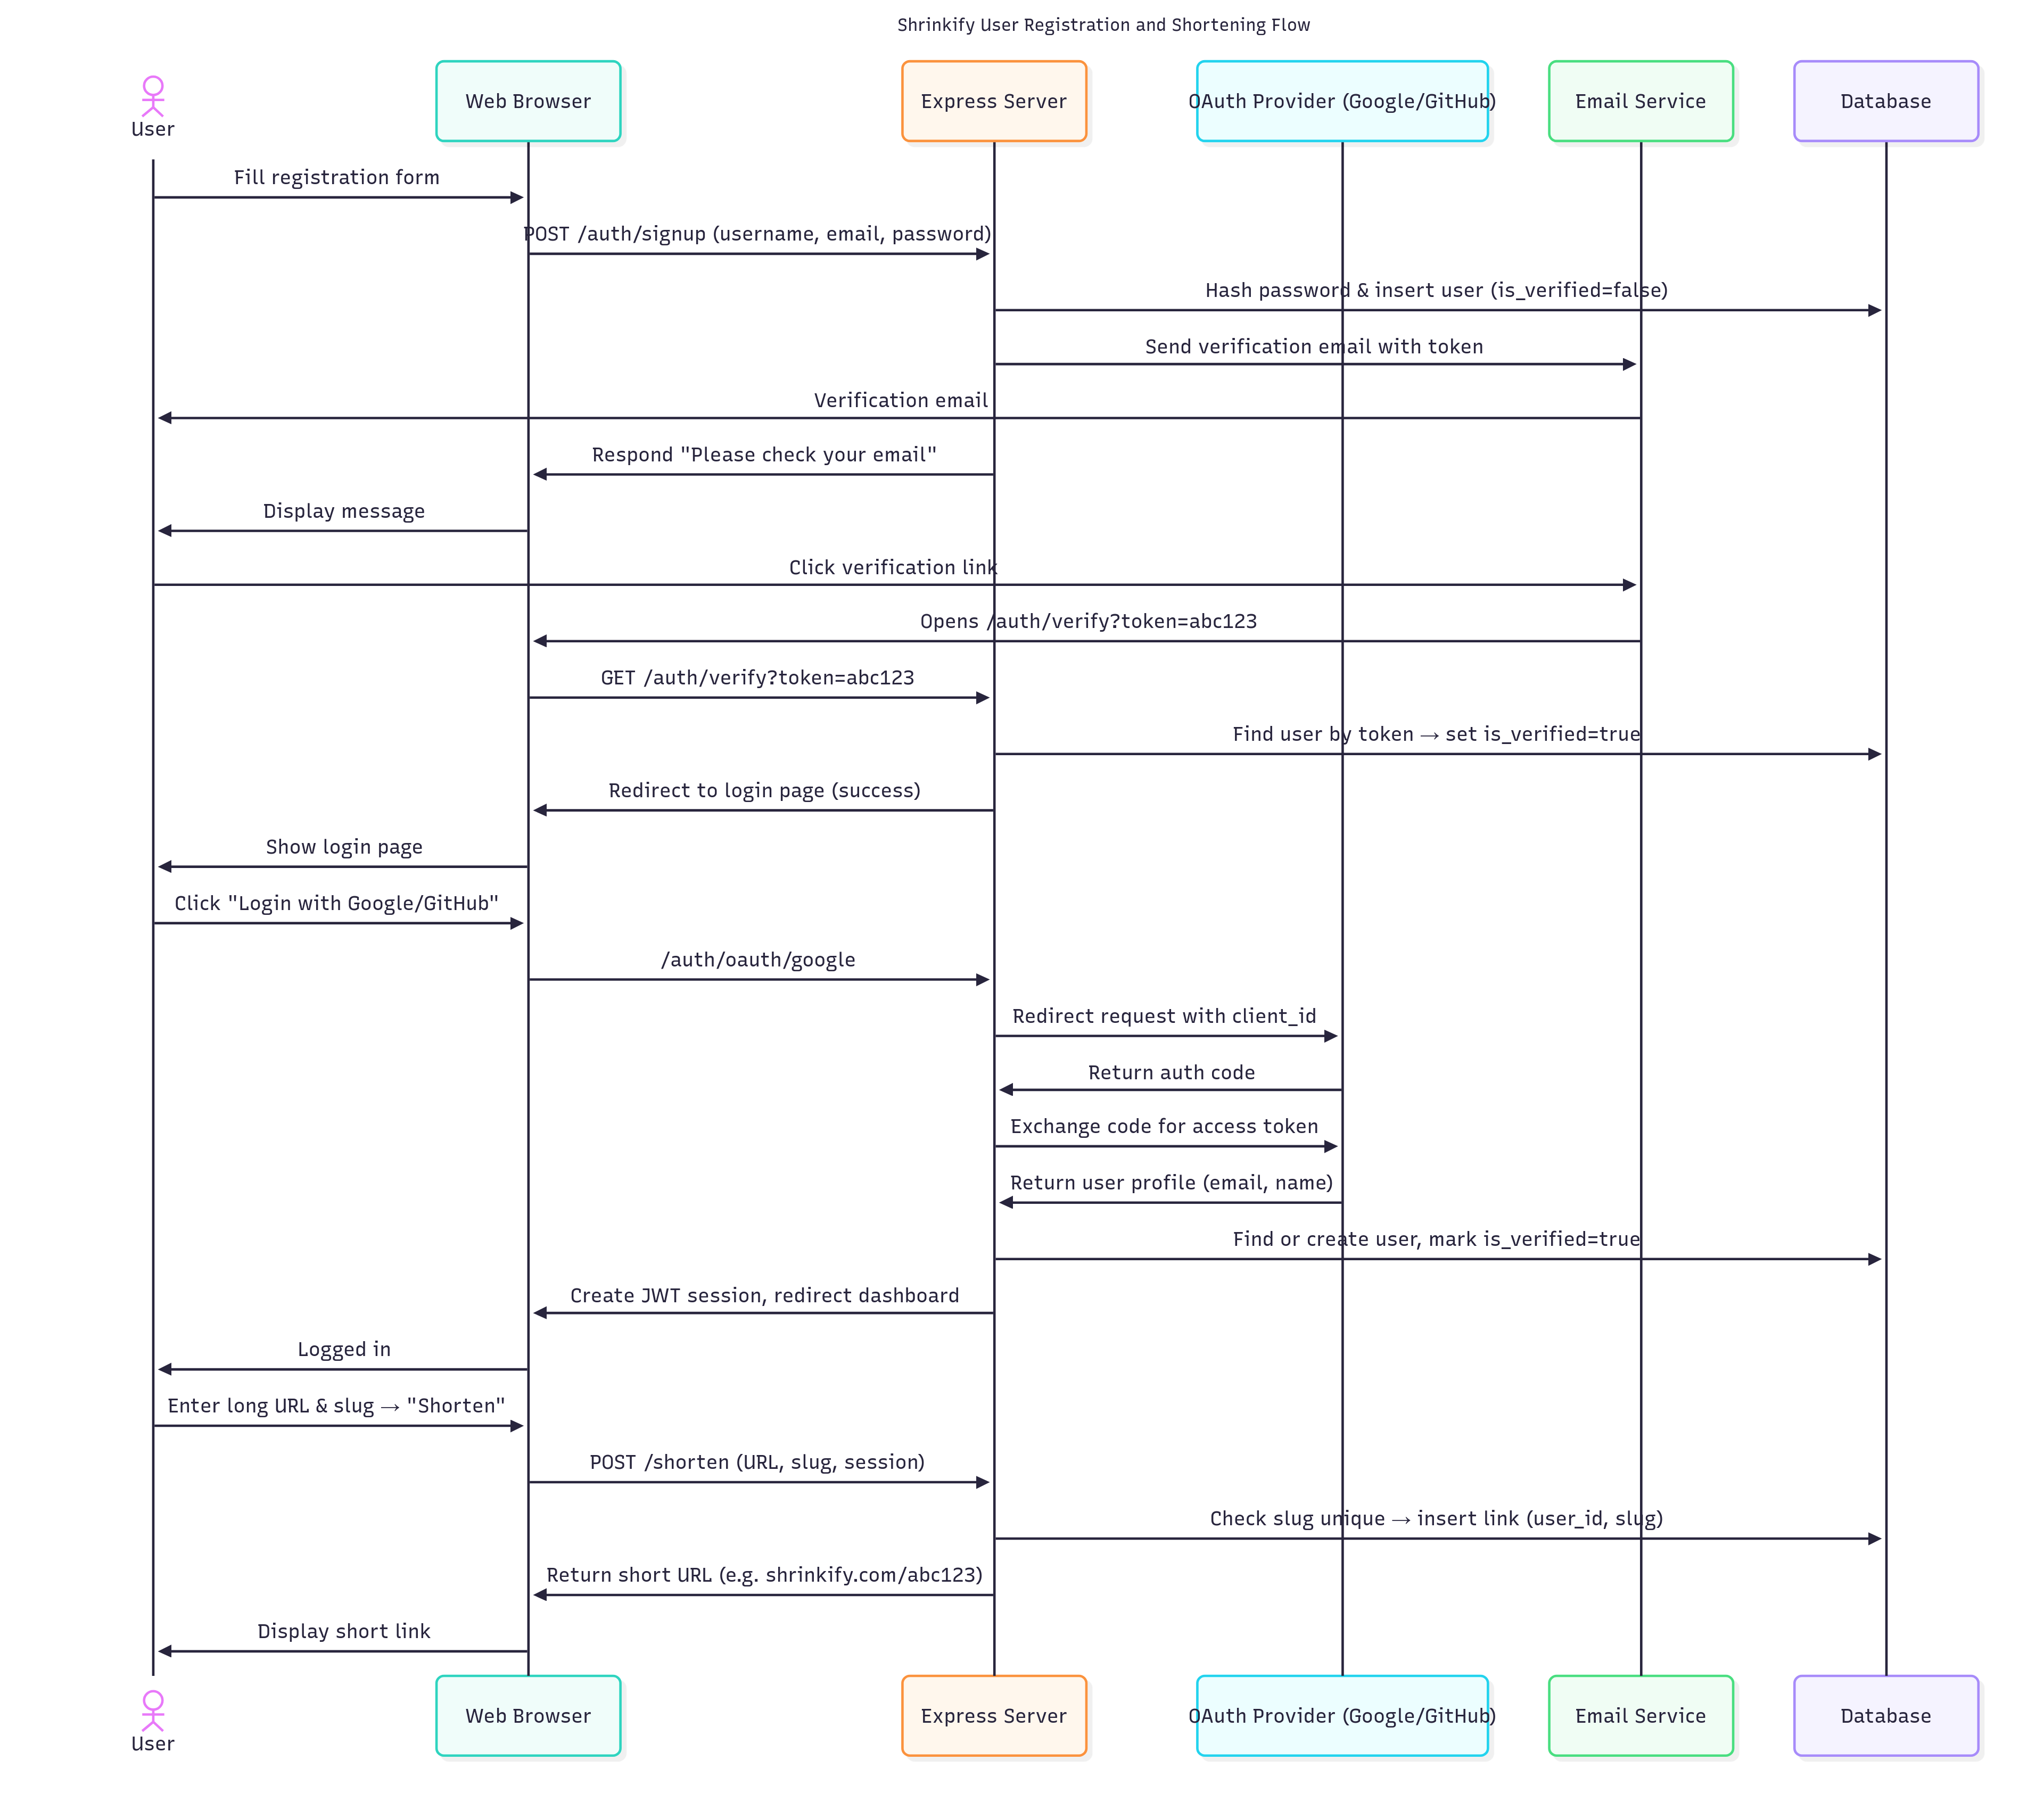 Shrinkify User Registration and Shortening Flow
User
Web Browser
Express Server
OAuth Provider (Google/GitHub)
Email Service
Database
Fill registration form
POST /auth/signup (username, email, password)
Hash password & insert user (is_verified=false)
Send verification email with token
Verification email
Respond "Please check your email"
Display message
Click verification link
Opens /auth/verify?token=abc123
GET /auth/verify?token=abc123
Find user by token → set is_verified=true
Redirect to login page (success)
Show login page
Click "Login with Google/GitHub"
/auth/oauth/google
Redirect request with client_id
Return auth code
Exchange code for access token
Return user profile (email, name)
Find or create user, mark is_verified=true
Create JWT session, redirect dashboard
Logged in
Enter long URL & slug → "Shorten"
POST /shorten (URL, slug, session)
Check slug unique → insert link (user_id, slug)
Return short URL (e.g. shrinkify.com/abc123)
Display short link
User
Web Browser
Express Server
OAuth Provider (Google/GitHub)
Email Service
Database